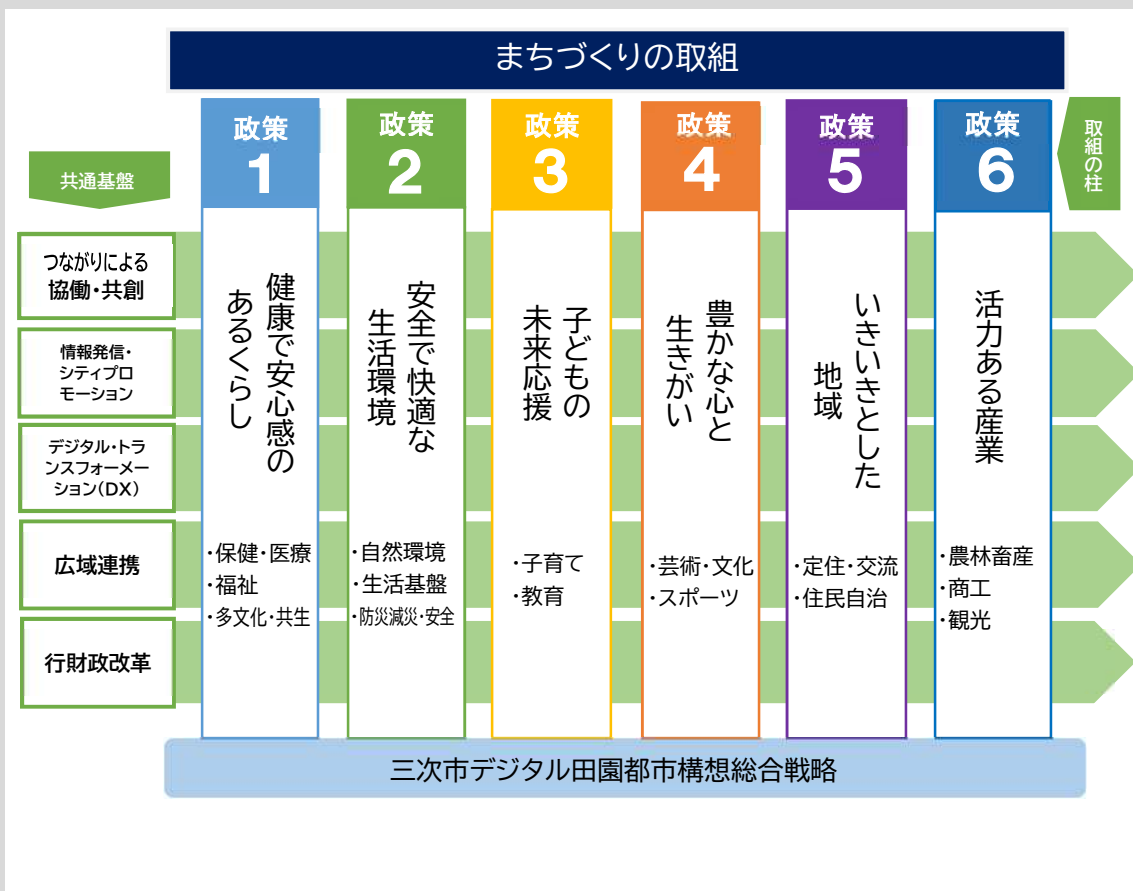 まちづくりの取組
共通基盤
取組の柱
政策
1
政策
2
政策
3
政策
4
政策
5
政策
6
つながりによる
協働・共創
情報発信・
シティプロ
モーション
デジタル・トラ
ンスフォーメー
ション(DX)
広域連携
行財政改革
健康で安心感の
あるくらし
・保健・医療
・福祉
・多文化・共生
安全で快適な
生活環境
・自然環境
・生活基盤
・防災減災・安全
子どもの
未来応援
・子育て
・教育
豊かな心と
生きがい
・芸術・文化
・スポーツ
いきいきとした
地域
・定住・交流
・住民自治
活力ある産業
・農林畜産
・商工
・観光
三次市デジタル田園都市構想総合戦略